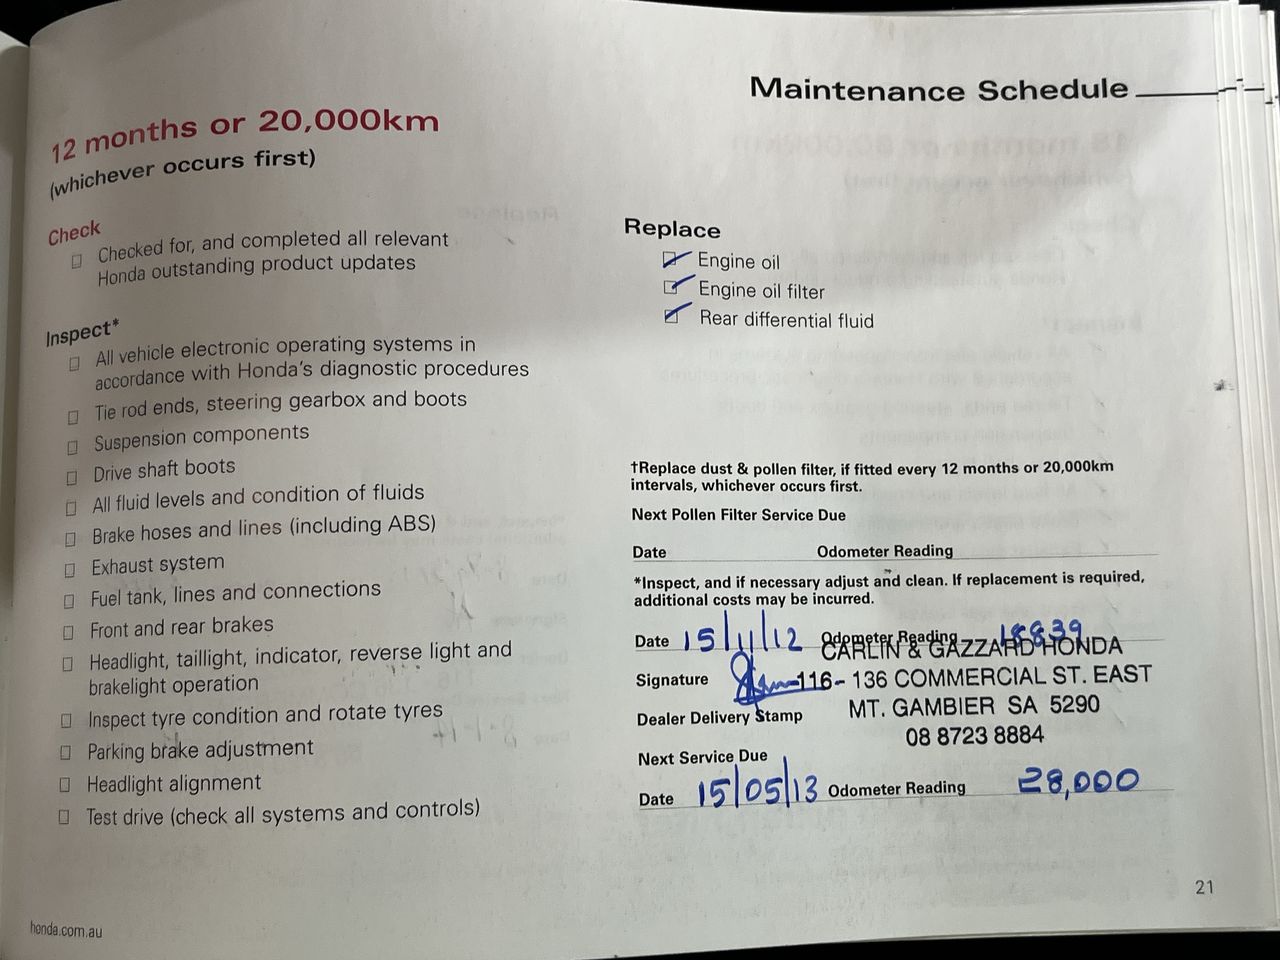 Maintenance Schedule
12 months or 20,000km
(whichever occurs first)
Check
Checked for, and completed all relevant
Honda outstanding product updates
Inspect*
All vehicle electronic operating systems in
accordance with Honda's diagnostic procedures
Tie rod ends, steering gearbox and boots
Suspension components
Drive shaft boots
All fluid levels and condition of fluids
Brake hoses and lines (including ABS)
Exhaust system
Fuel tank, lines and connections
Front and rear brakes
Headlight, taillight, indicator, reverse light and
brakelight operation
Inspect tyre condition and rotate tyres
Parking brake adjustment
Headlight alignment
Test drive (check all systems and controls)
Replace
Engine oil
Engine oil filter
Rear differential fluid
†Replace dust & pollen filter, if fitted every 12 months or 20,000km
intervals, whichever occurs first.
Next Pollen Filter Service Due
Date Odometer Reading
*Inspect, and if necessary adjust and clean. If replacement is required,
additional costs may be incurred.
Date 15/11/12 Odometer Reading 18839
CARLIN & GAZZARD HONDA
Signature 116 - 136 COMMERCIAL ST. EAST
Dealer Delivery Stamp MT. GAMBIER SA 5290
08 8723 8884
Next Service Due
Date 15/05/13 Odometer Reading 28,000
21
honda.com.au